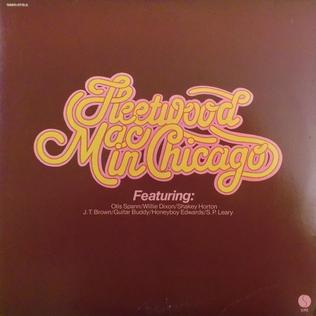 Fleetwood
Mac
in Chicago
Featuring:
Otis Spann/Willie Dixon/Shakey Horton
J.T. Brown/Guitar Buddy/Honeyboy Edwards/S.P. Leary